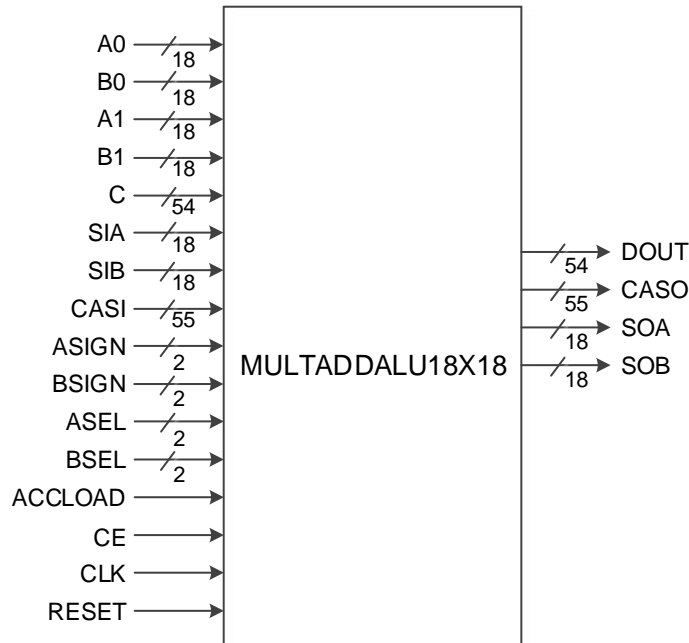 A0
18
B0
18
A1
18
B1
18
C
54
SIA
18
SIB
18
CASI
55
ASIGN
2
BSIGN
2
ASEL
2
BSEL
2
ACCLOAD
CE
CLK
RESET
MULTADDALU18X18
DOUT
54
CASO
55
SOA
18
SOB
18